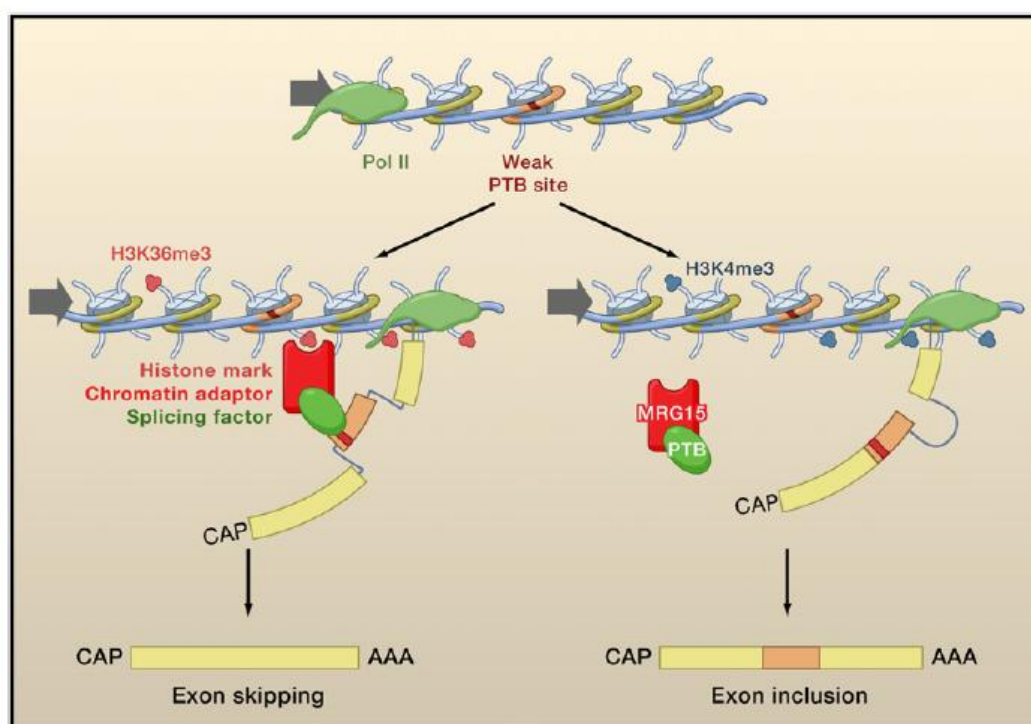 Pol II
Weak
PTB site
H3K36me3
H3K4me3
Histone mark
Chromatin adaptor
Splicing factor
MRG15
PTB
CAP
CAP
CAP AAA
Exon skipping
CAP AAA
Exon inclusion